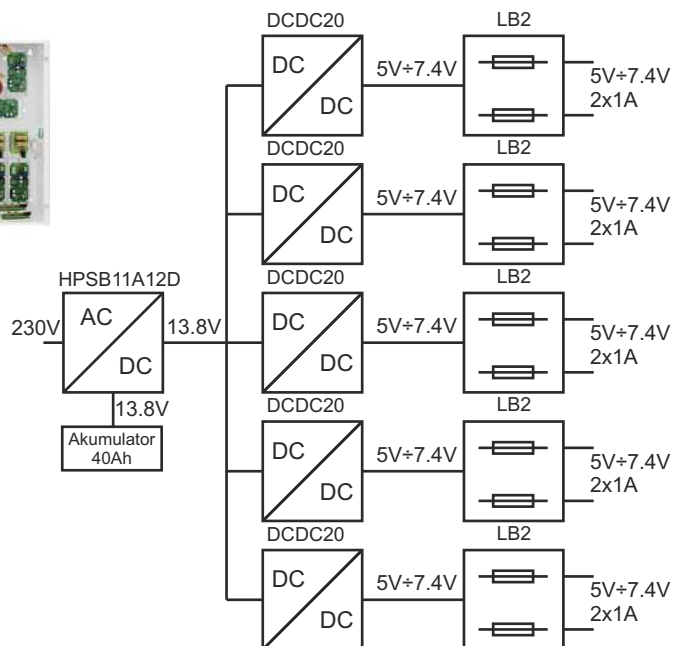 DCDC20
LB2
DC
DC
5V÷7.4V
5V÷7.4V
2x1A
DCDC20
LB2
DC
DC
5V÷7.4V
5V÷7.4V
2x1A
HPSB11A12D
230V
AC
DC
13.8V
13.8V
Akumulator
40Ah
DCDC20
LB2
DC
DC
5V÷7.4V
5V÷7.4V
2x1A
DCDC20
LB2
DC
DC
5V÷7.4V
5V÷7.4V
2x1A
DCDC20
LB2
DC
DC
5V÷7.4V
5V÷7.4V
2x1A